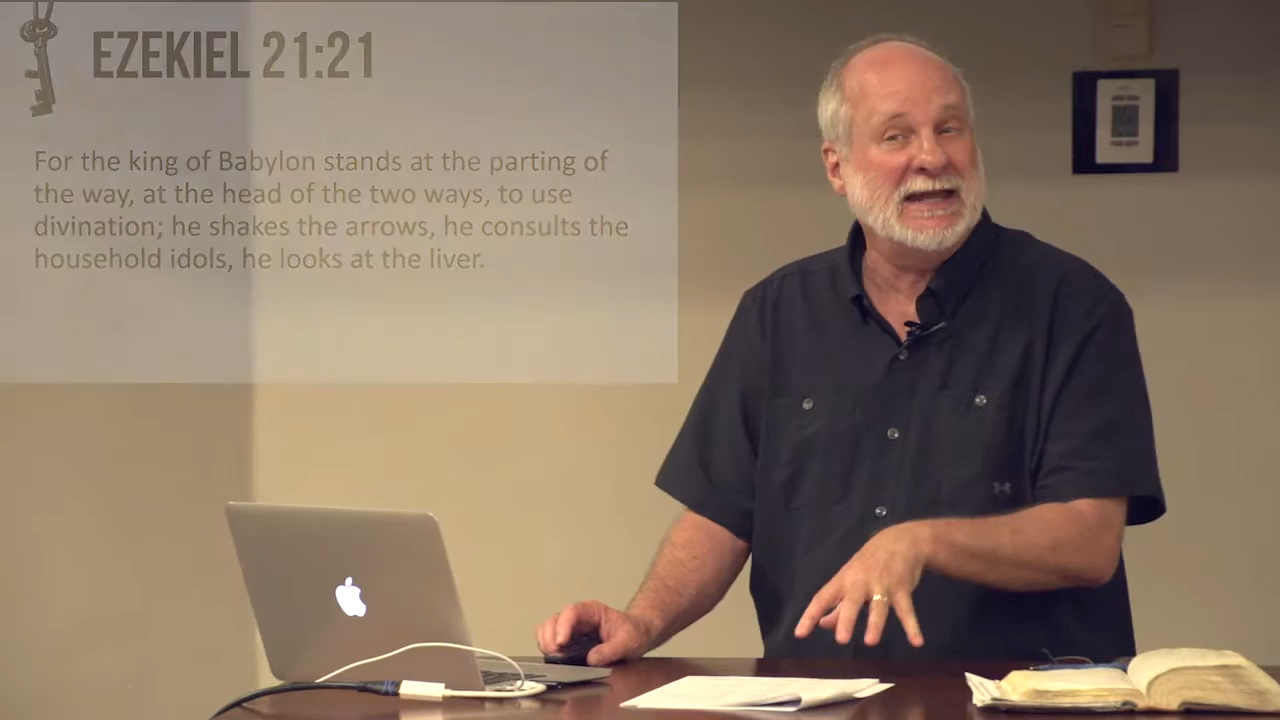 EZEKIEL 21:21
For the king of Babylon stands at the parting of
the way, at the head of the two ways, to use
divination; he shakes the arrows, he consults the
household idols, he looks at the liver.